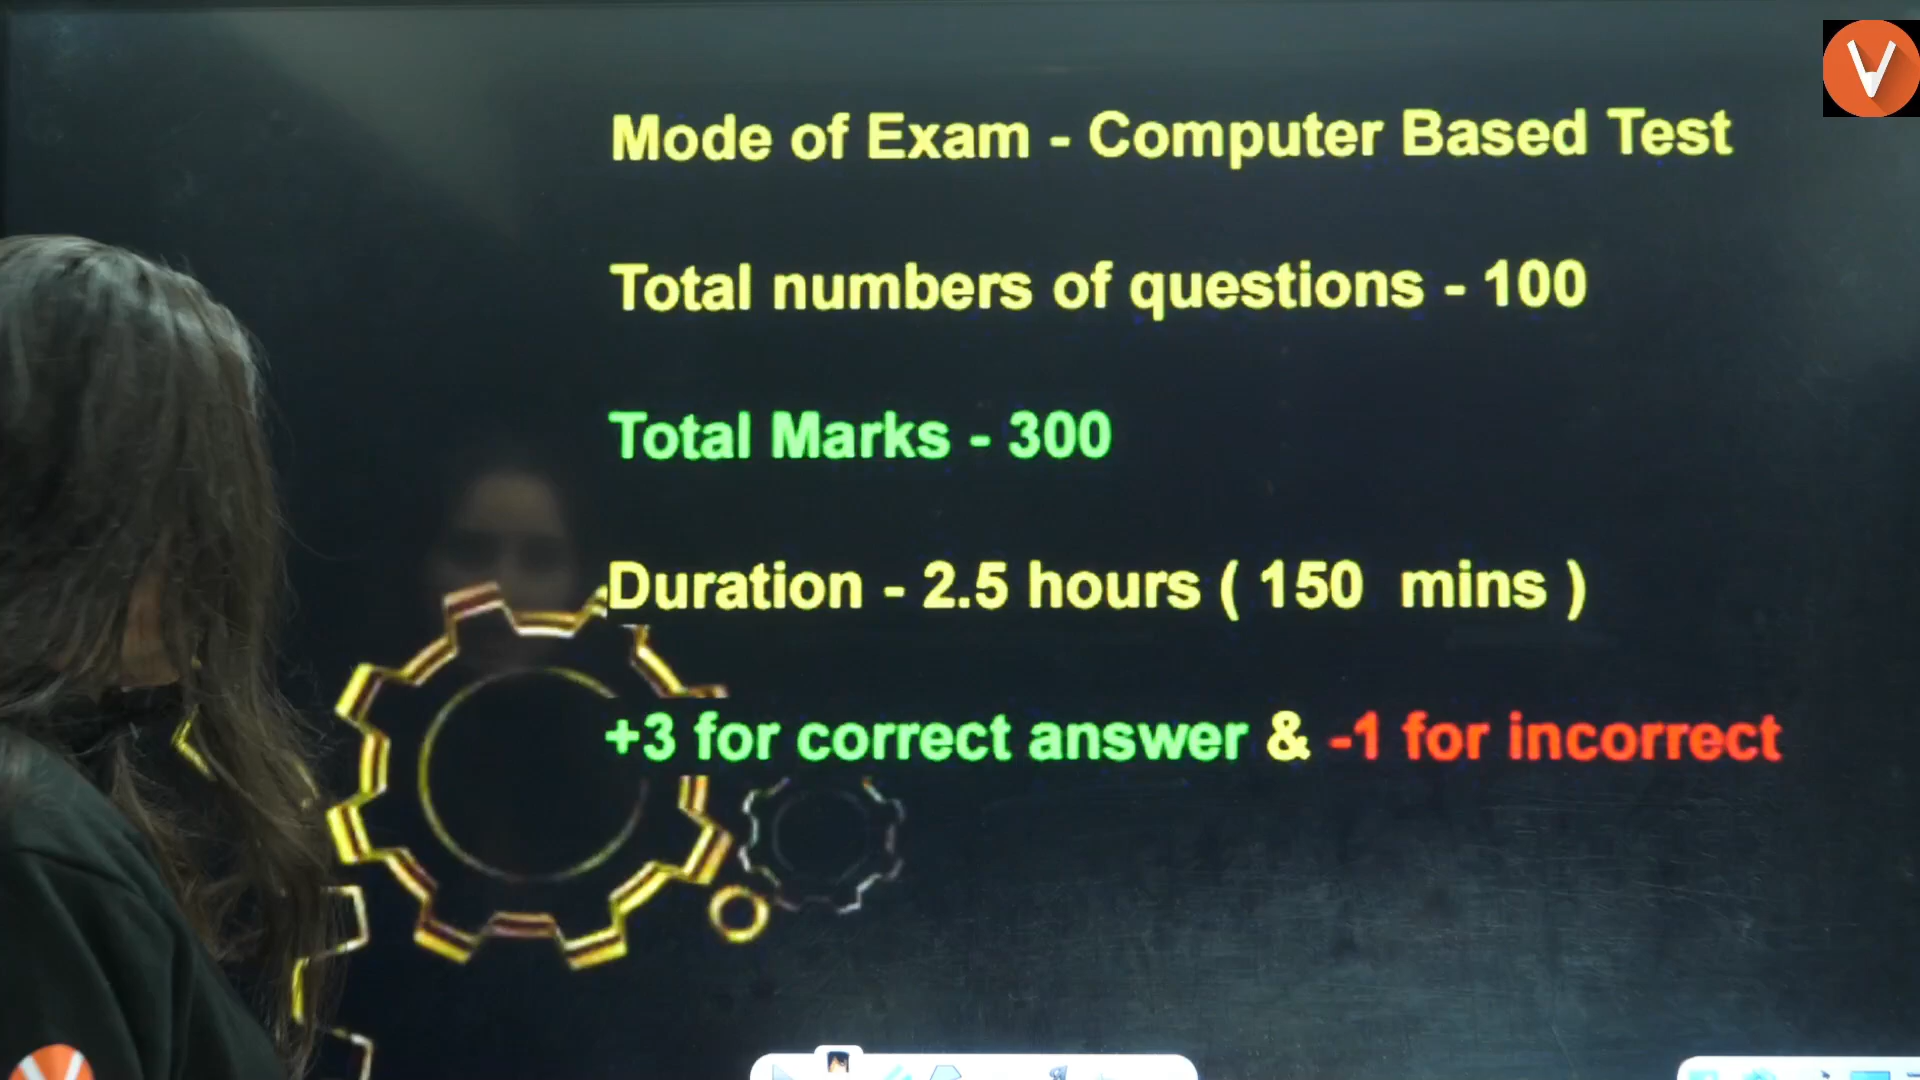 Mode of Exam - Computer Based Test
Total numbers of questions - 100
Total Marks - 300
Duration - 2.5 hours ( 150 mins )
+3 for correct answer & -1 for incorrect